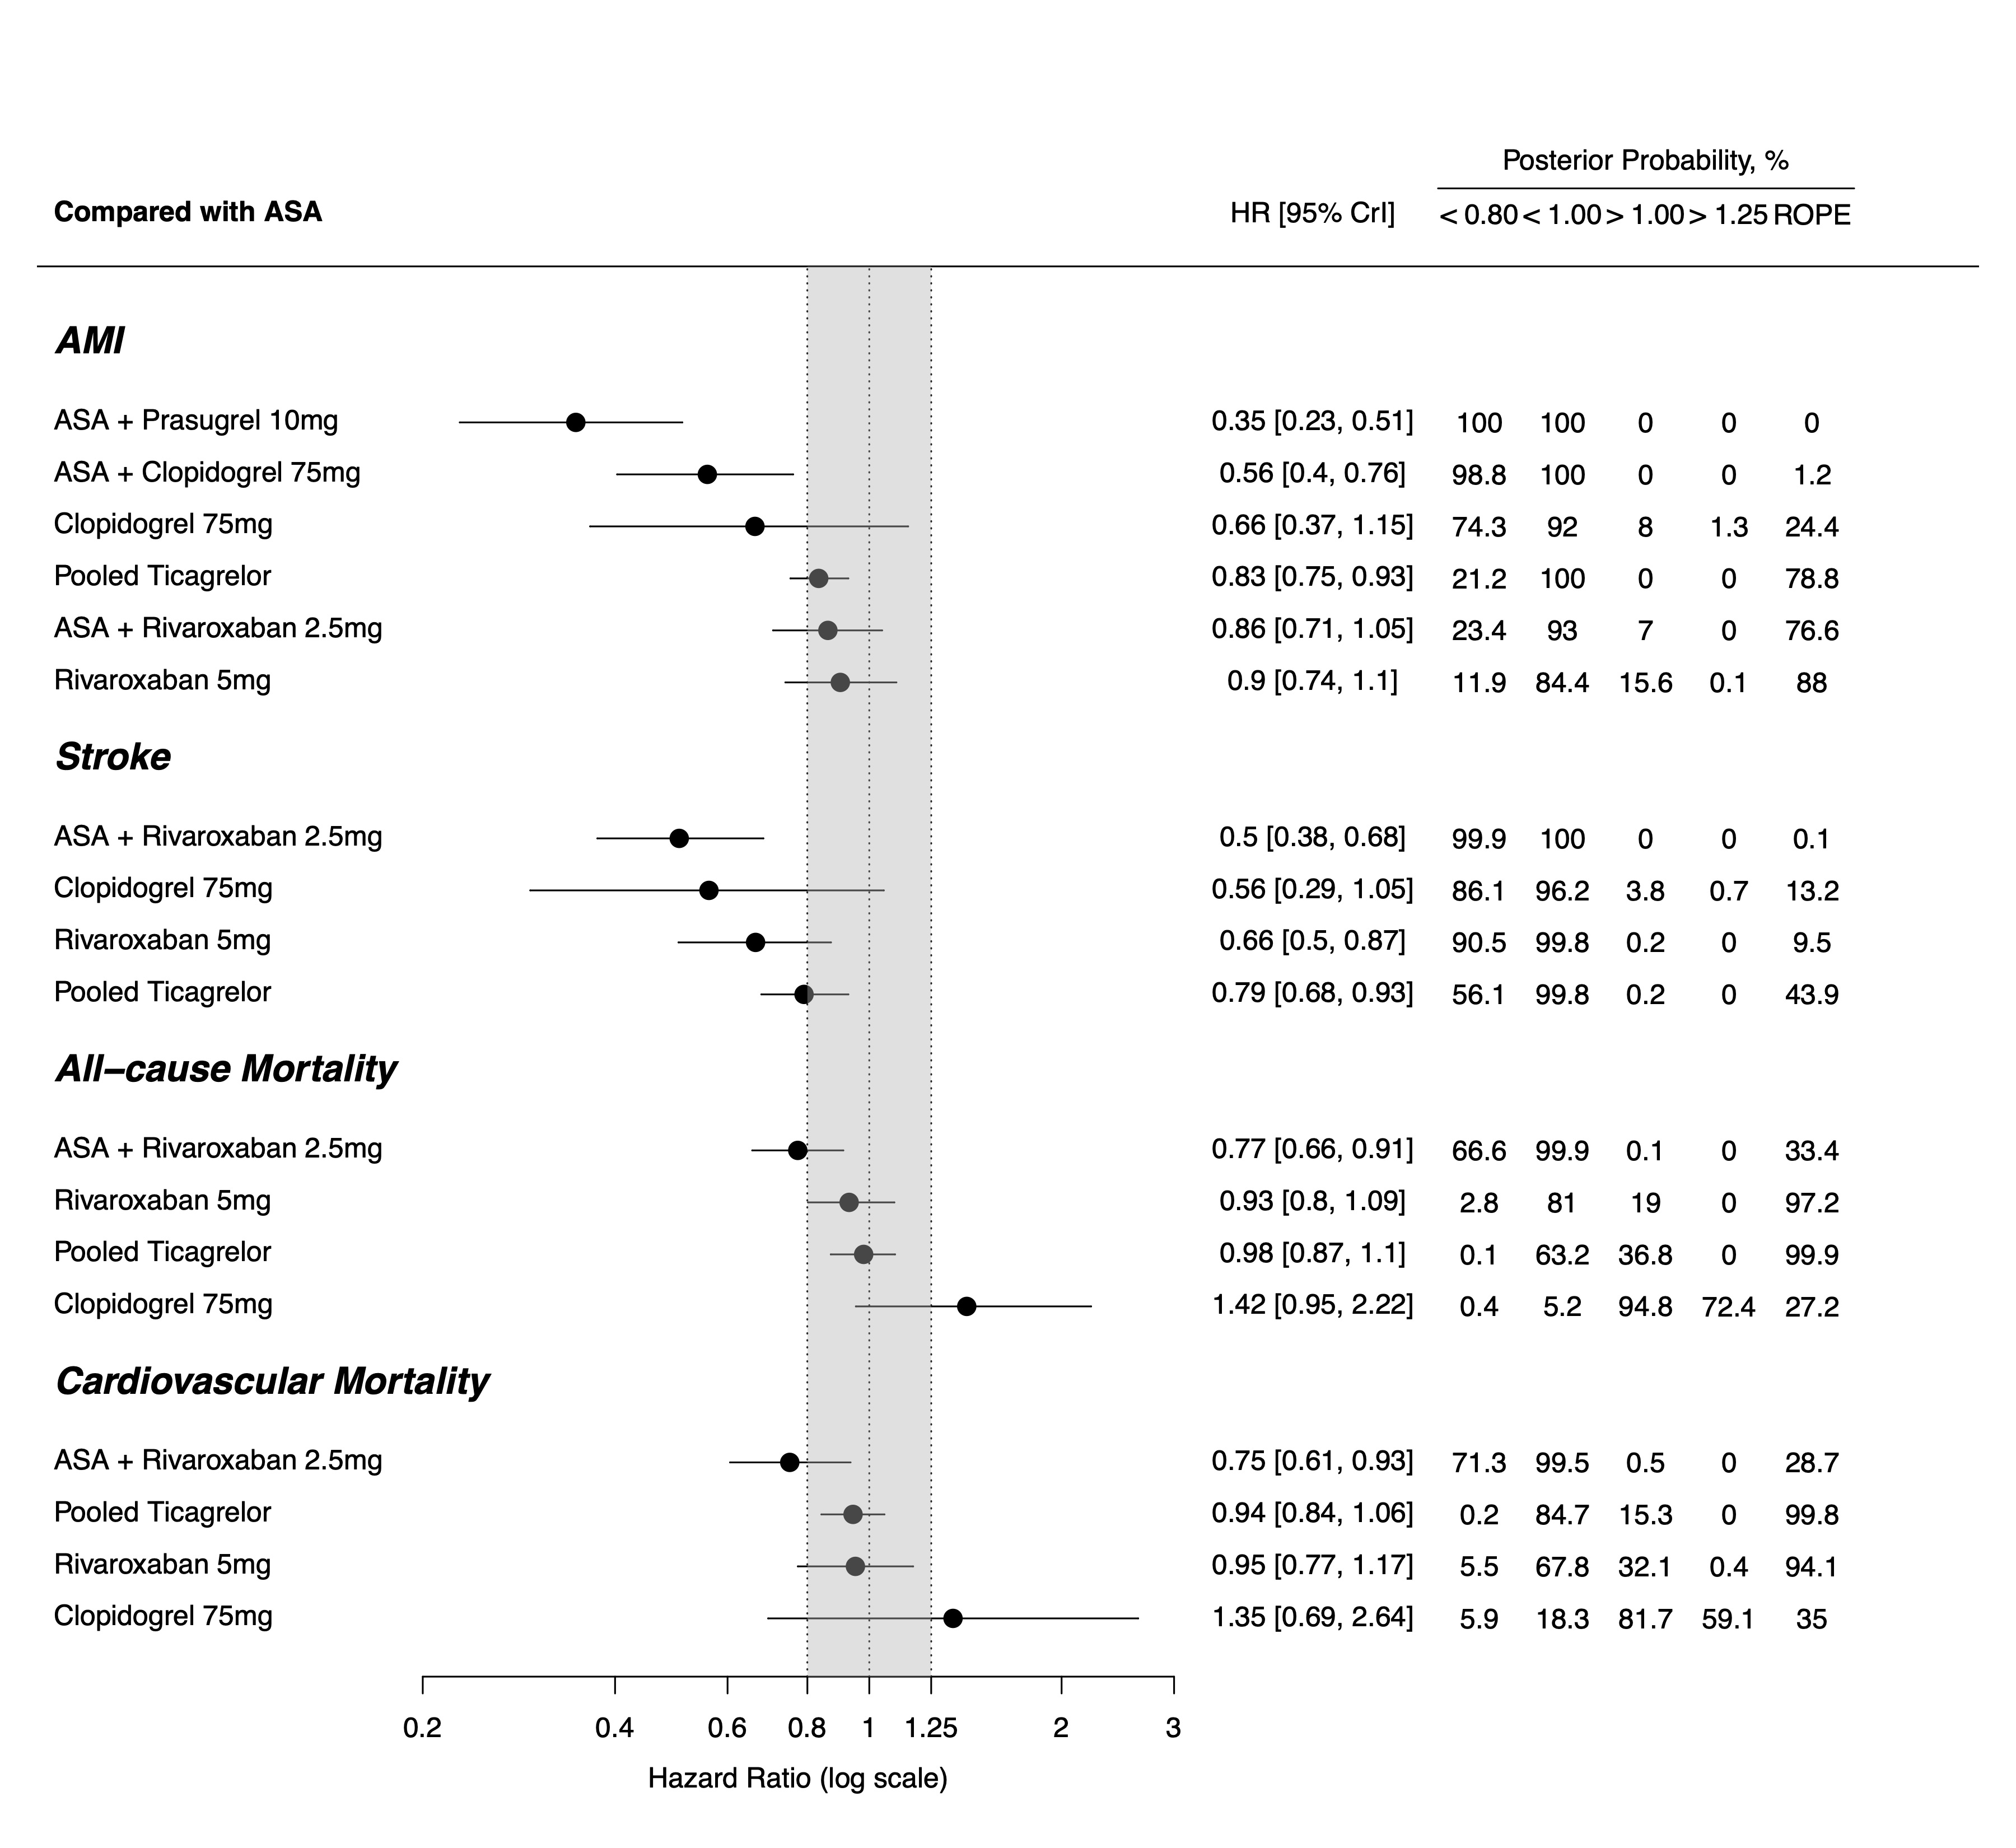 Posterior Probability, %
Compared with ASA HR [95% CrI] < 0.80 < 1.00 > 1.00 > 1.25 ROPE
AMI
ASA + Prasugrel 10mg 0.35 [0.23, 0.51] 100 100 0 0 0
ASA + Clopidogrel 75mg 0.56 [0.4, 0.76] 98.8 100 0 0 1.2
Clopidogrel 75mg 0.66 [0.37, 1.15] 74.3 92 8 1.3 24.4
Pooled Ticagrelor 0.83 [0.75, 0.93] 21.2 100 0 0 78.8
ASA + Rivaroxaban 2.5mg 0.86 [0.71, 1.05] 23.4 93 7 0 76.6
Rivaroxaban 5mg 0.9 [0.74, 1.1] 11.9 84.4 15.6 0.1 88
Stroke
ASA + Rivaroxaban 2.5mg 0.5 [0.38, 0.68] 99.9 100 0 0 0.1
Clopidogrel 75mg 0.56 [0.29, 1.05] 86.1 96.2 3.8 0.7 13.2
Rivaroxaban 5mg 0.66 [0.5, 0.87] 90.5 99.8 0.2 0 9.5
Pooled Ticagrelor 0.79 [0.68, 0.93] 56.1 99.8 0.2 0 43.9
All–cause Mortality
ASA + Rivaroxaban 2.5mg 0.77 [0.66, 0.91] 66.6 99.9 0.1 0 33.4
Rivaroxaban 5mg 0.93 [0.8, 1.09] 2.8 81 19 0 97.2
Pooled Ticagrelor 0.98 [0.87, 1.1] 0.1 63.2 36.8 0 99.9
Clopidogrel 75mg 1.42 [0.95, 2.22] 0.4 5.2 94.8 72.4 27.2
Cardiovascular Mortality
ASA + Rivaroxaban 2.5mg 0.75 [0.61, 0.93] 71.3 99.5 0.5 0 28.7
Pooled Ticagrelor 0.94 [0.84, 1.06] 0.2 84.7 15.3 0 99.8
Rivaroxaban 5mg 0.95 [0.77, 1.17] 5.5 67.8 32.1 0.4 94.1
Clopidogrel 75mg 1.35 [0.69, 2.64] 5.9 18.3 81.7 59.1 35
0.2 0.4 0.6 0.8 1 1.25 2 3
Hazard Ratio (log scale)